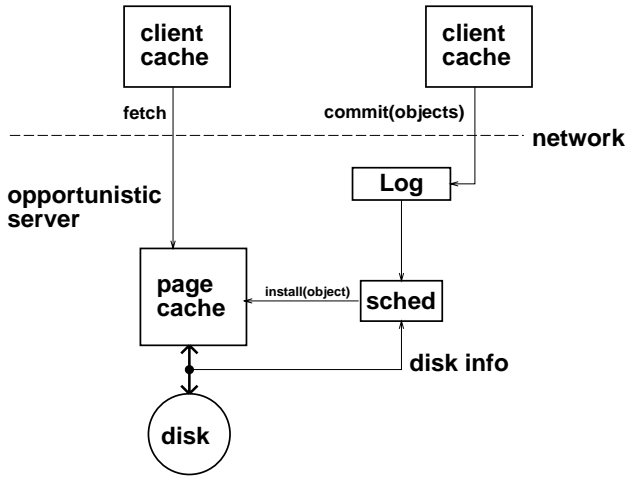 client
cache
client
cache
fetch
commit(objects)
network
opportunistic
server
Log
page
cache
install(object)
sched
disk info
disk